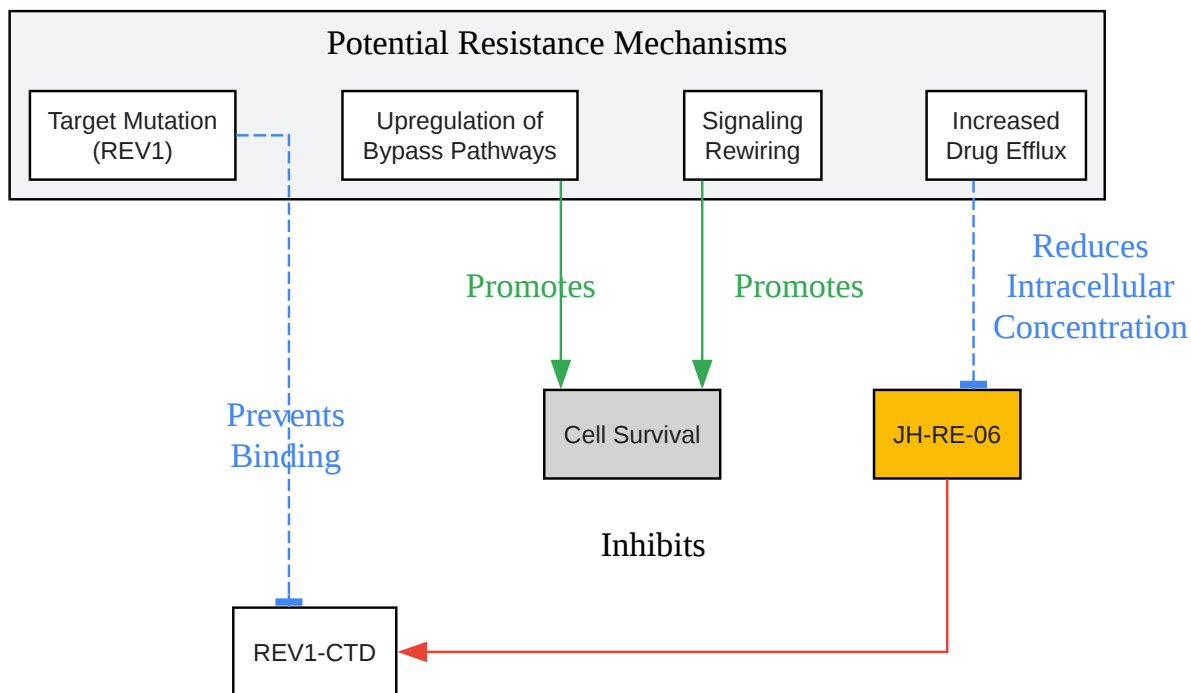 Potential Resistance Mechanisms
Target Mutation
(REV1)
Upregulation of
Bypass Pathways
Signaling
Rewiring
Increased
Drug Efflux
Promotes
Promotes
Reduces
Intracellular
Concentration
Prevents
Binding
Cell Survival
JH-RE-06
Inhibits
REV1-CTD